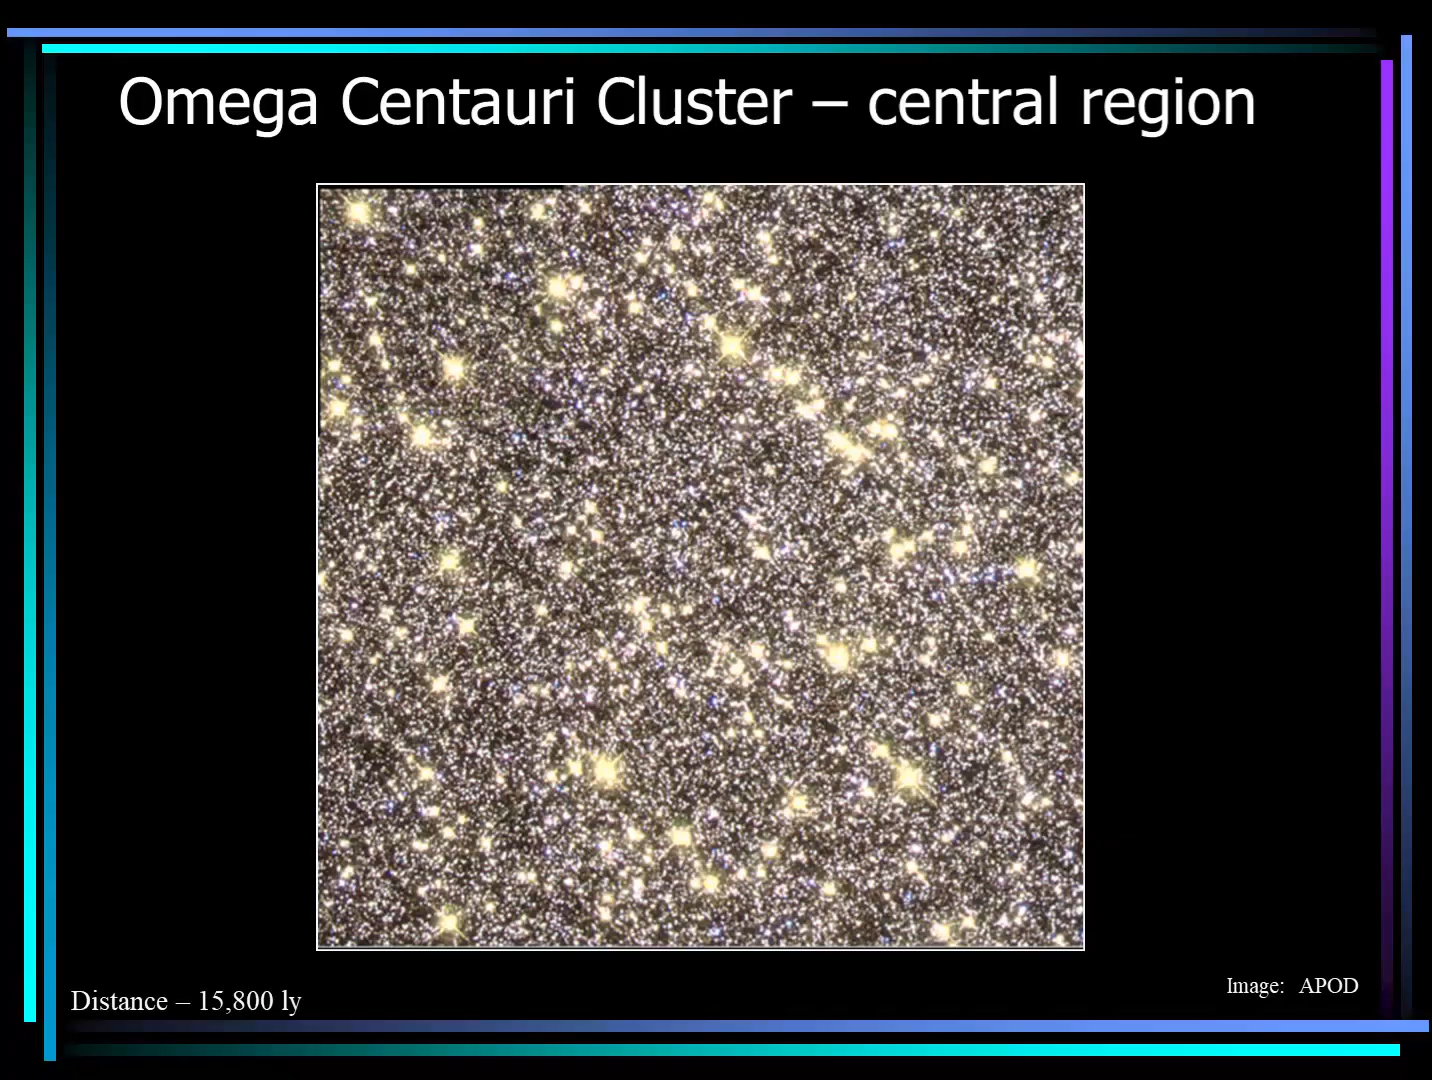 Omega Centauri Cluster – central region
Distance – 15,800 ly
Image: APOD